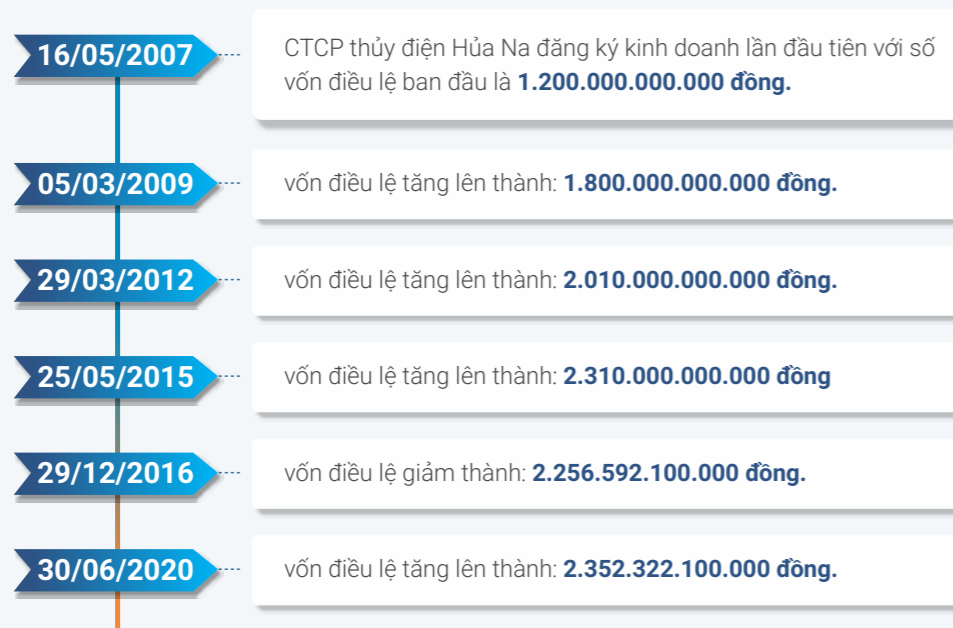 16/05/2007
CTCP thủy điện Hủa Na đăng ký kinh doanh lần đầu tiên với số
vốn điều lệ ban đầu là 1.200.000.000.000 đồng.
05/03/2009
vốn điều lệ tăng lên thành: 1.800.000.000.000 đồng.
29/03/2012
vốn điều lệ tăng lên thành: 2.010.000.000.000 đồng.
25/05/2015
vốn điều lệ tăng lên thành: 2.310.000.000.000 đồng
29/12/2016
vốn điều lệ giảm thành: 2.256.592.100.000 đồng.
30/06/2020
vốn điều lệ tăng lên thành: 2.352.322.100.000 đồng.